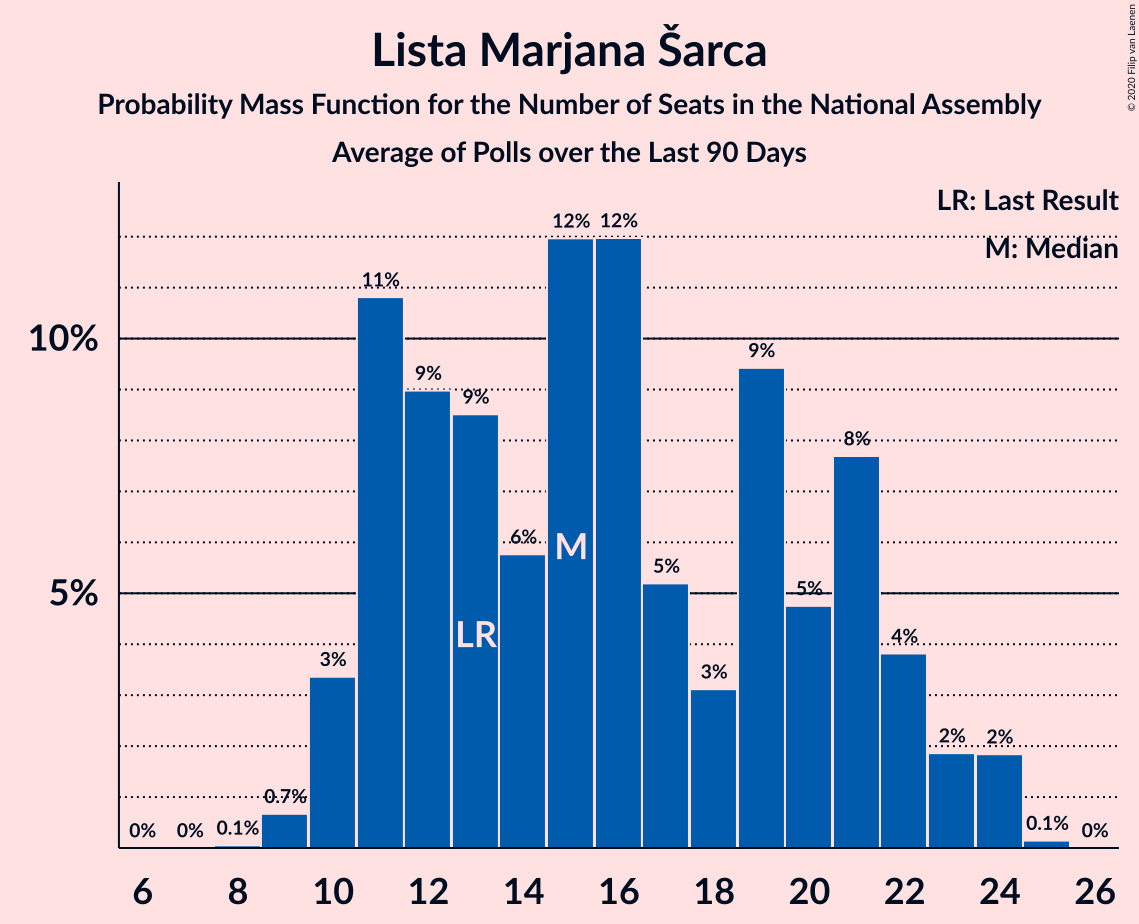 Lista Marjana Šarca
Probability Mass Function for the Number of Seats in the National Assembly
Average of Polls over the Last 90 Days
© 2020 Filip van Laenen
LR: Last Result
M: Median
10%
5%
0%
0%
0.1%
0.7%
3%
11%
9%
9%
6%
12%
12%
5%
3%
9%
5%
8%
4%
2%
2%
0.1%
0%
LR
M
6 8 10 12 14 16 18 20 22 24 26